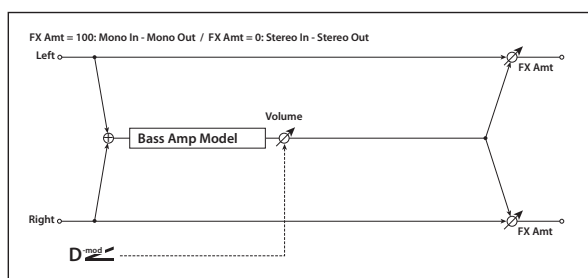 FX Amt = 100: Mono In - Mono Out / FX Amt = 0: Stereo In - Stereo Out
Left
FX Amt
Volume
Bass Amp Model
Right
FX Amt
D-mod